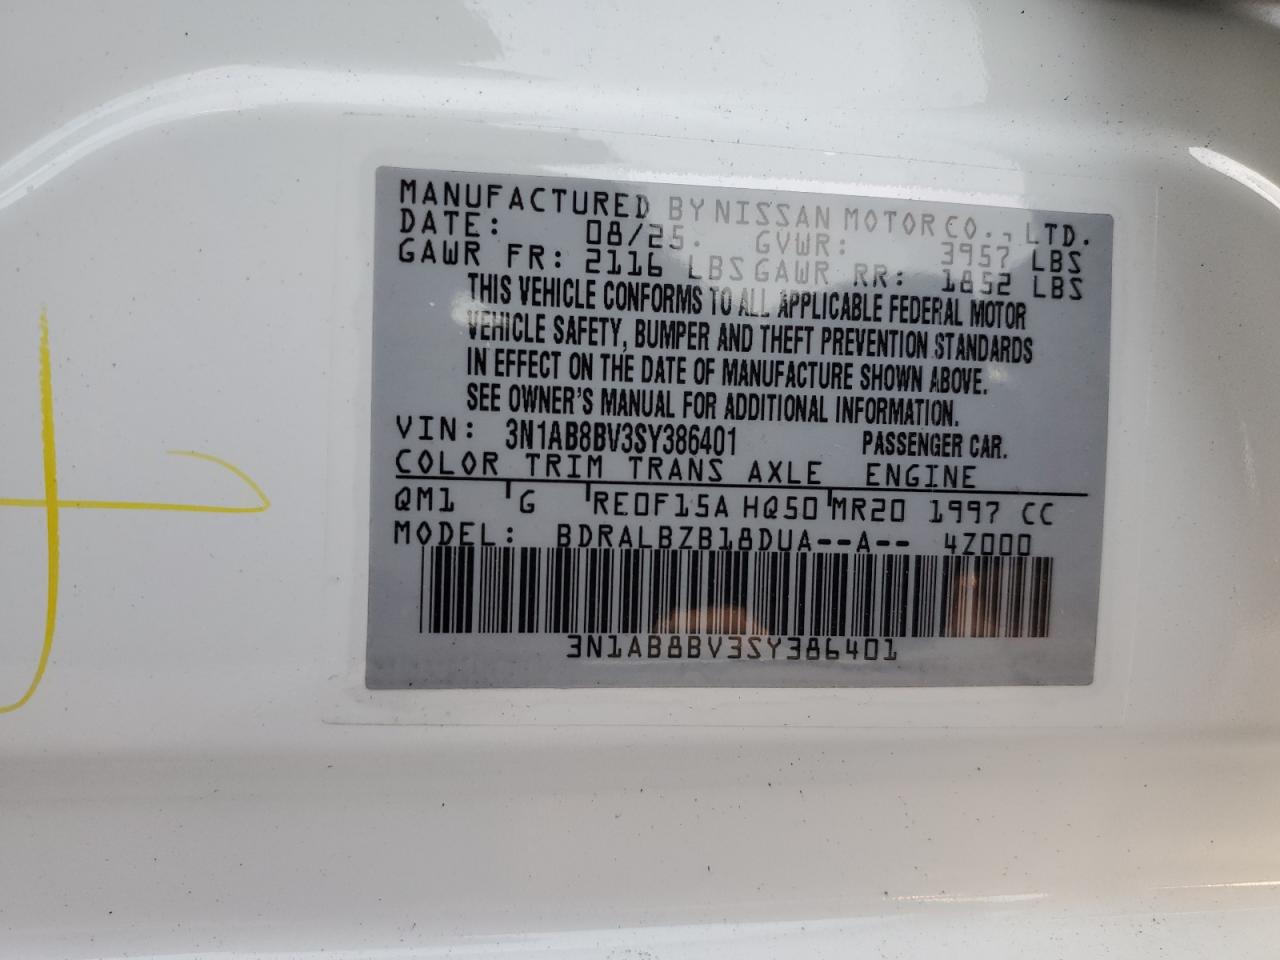 MANUFACTURED BY NISSAN MOTOR CO., LTD.
DATE: 08/25. GVWR: 3957 LBS
GAWR FR: 2116 LBS GAWR RR: 1852 LBS
THIS VEHICLE CONFORMS TO ALL APPLICABLE FEDERAL MOTOR
VEHICLE SAFETY, BUMPER AND THEFT PREVENTION STANDARDS
IN EFFECT ON THE DATE OF MANUFACTURE SHOWN ABOVE.
SEE OWNER'S MANUAL FOR ADDITIONAL INFORMATION.
VIN: 3N1AB8BV3SY386401 PASSENGER CAR.
COLOR TRIM TRANS AXLE ENGINE
QM1 G RE0F15A HQ50 MR20 1997 CC
MODEL: BDRALBZB18DUA--A-- 4Z000
3N1AB8BV3SY386401